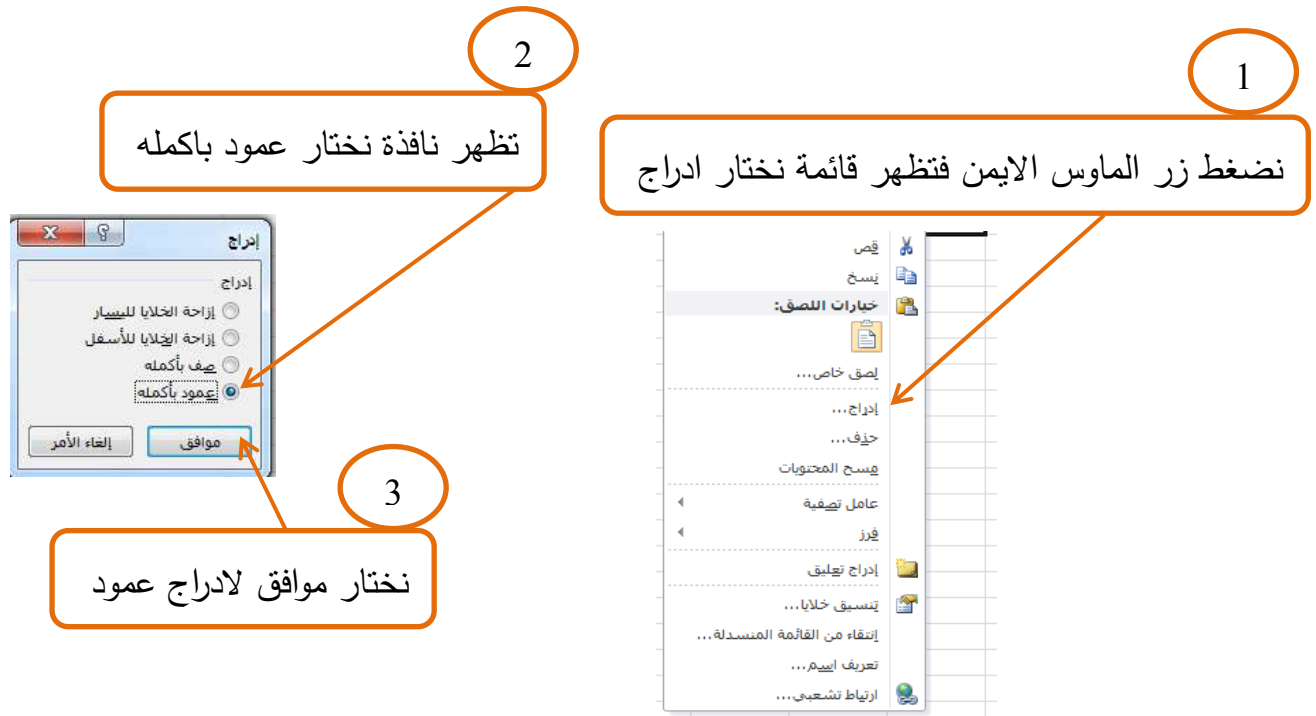 1
نضغط زر الماوس الايمن فتظهر قائمة نختار ادراج
قص
نسخ
خيارات اللصق:
لصق خاص...
إدراج...
حذف...
مسح المحتويات
عامل تصفية
فرز
إدراج تعليق
تنسيق خلايا...
إنتقاء من القائمة المنسدلة...
تعريف اسم...
ارتباط تشعبي...
2
تظهر نافذة نختار عمود باكمله
إدراج
إدراج
إزاحة الخلايا لليسار
إزاحة الخلايا للأسفل
صف بأكمله
عمود بأكمله
موافق
إلغاء الأمر
3
نختار موافق لادراج عمود